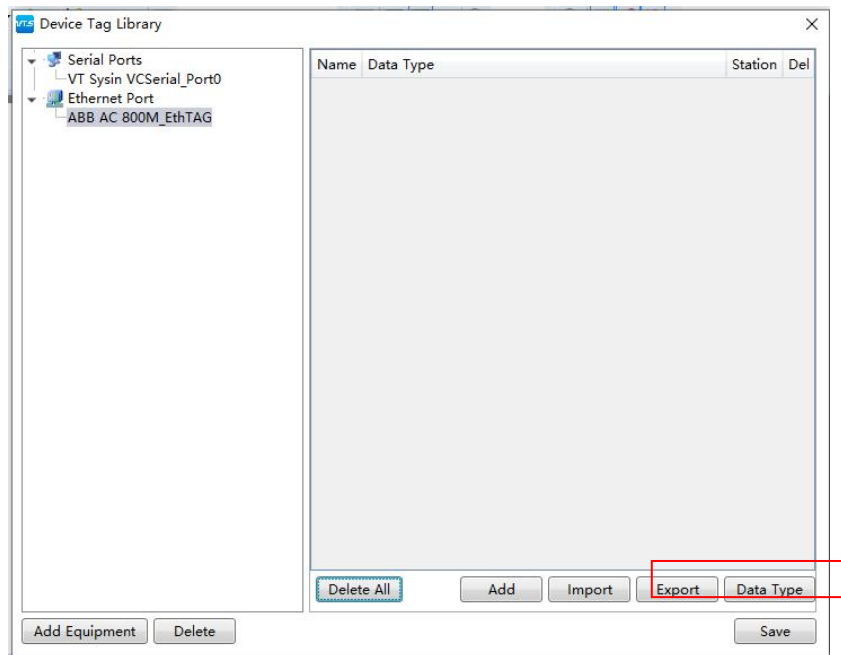 VTS Device Tag Library
Serial Ports
VT Sysin VCSerial_Port0
Ethernet Port
ABB AC 800M_EthTAG
Name Data Type Station Del
Delete All Add Import Export Data Type
Add Equipment Delete Save